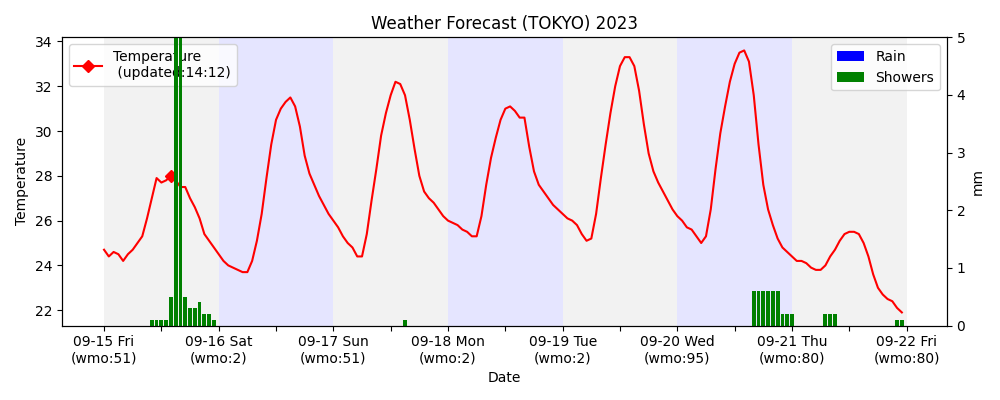 Weather Forecast (TOKYO) 2023
Temperature
(updated:14:12)
Rain
Showers
34
32
30
28
26
24
22
Temperature
5
4
3
2
1
0
mm
09-15 Fri
(wmo:51)
09-16 Sat
(wmo:2)
09-17 Sun
(wmo:51)
09-18 Mon
(wmo:2)
09-19 Tue
(wmo:2)
09-20 Wed
(wmo:95)
09-21 Thu
(wmo:80)
09-22 Fri
(wmo:80)
Date